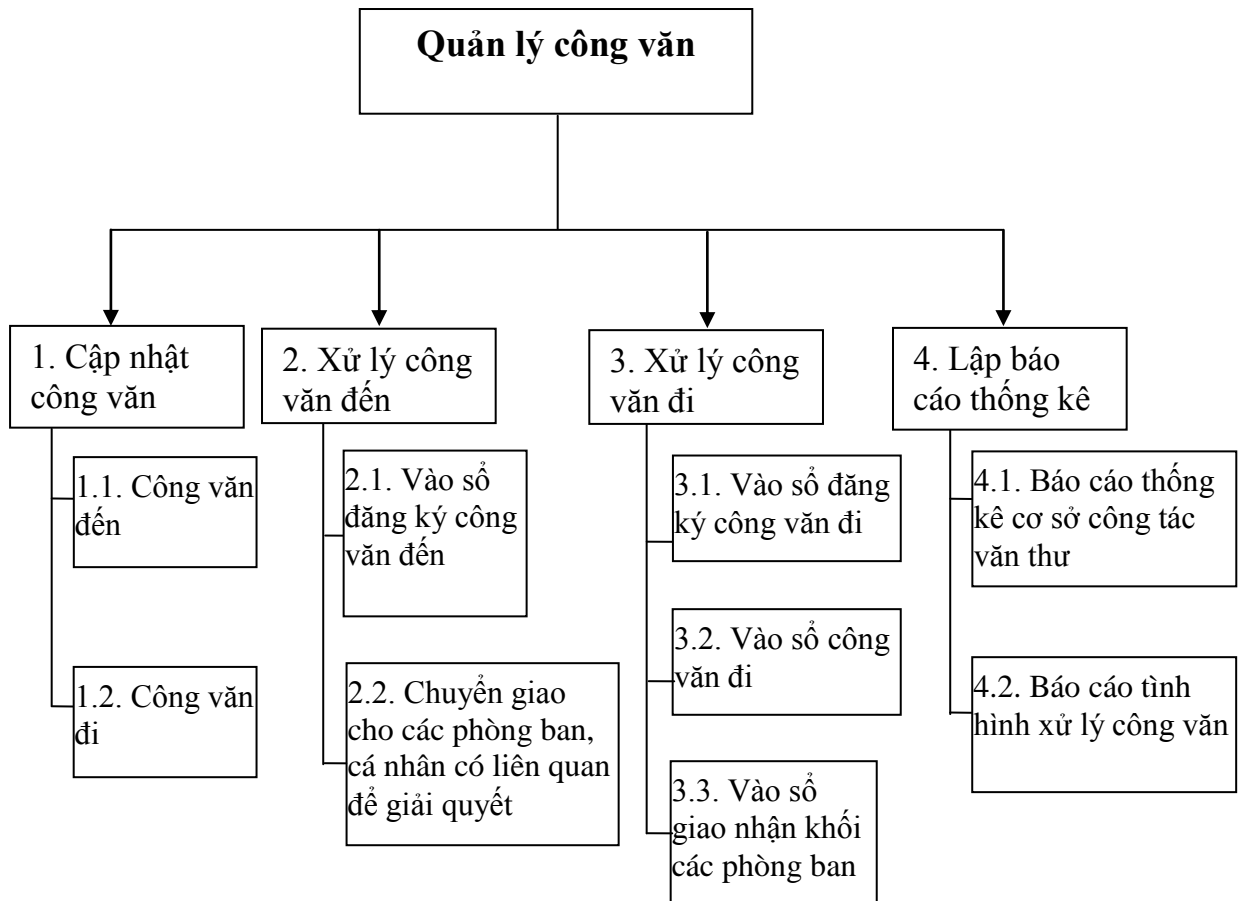 Quản lý công văn
1. Cập nhật
công văn
2. Xử lý công
văn đến
3. Xử lý công
văn đi
4. Lập báo
cáo thống kê
1.1. Công văn
đến
1.2. Công văn
đi
2.1. Vào sổ
đăng ký công
văn đến
2.2. Chuyển giao
cho các phòng ban,
cá nhân có liên quan
để giải quyết
3.1. Vào sổ đăng
ký công văn đi
3.2. Vào sổ công
văn đi
3.3. Vào sổ
giao nhận khối
các phòng ban
4.1. Báo cáo thống
kê cơ sở công tác
văn thư
4.2. Báo cáo tình
hình xử lý công văn